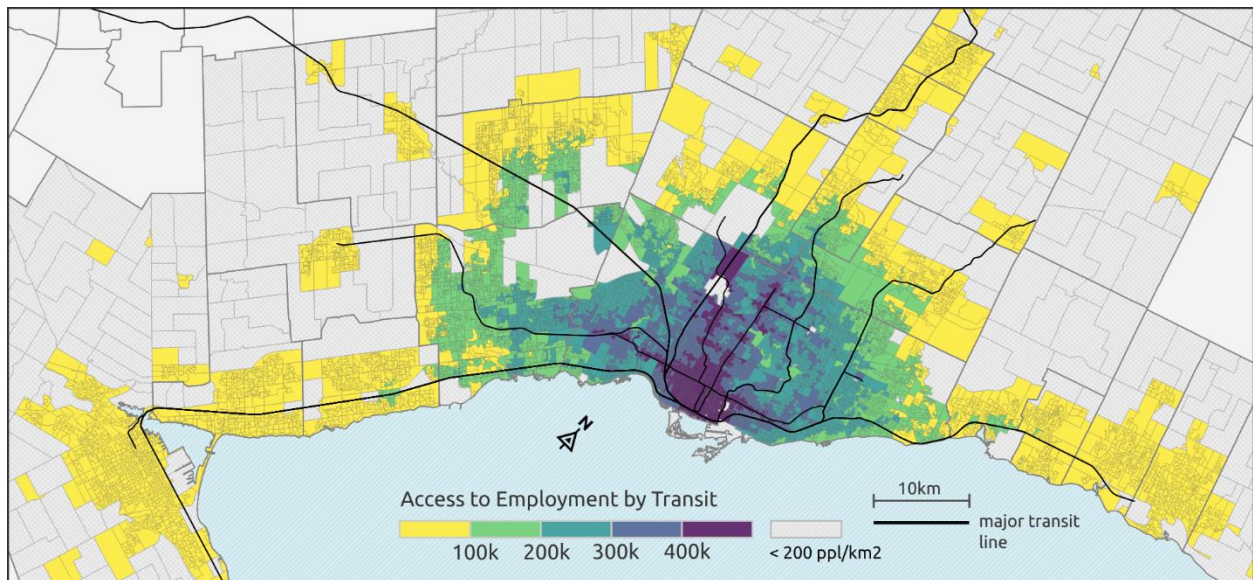 N
Access to Employment by Transit
100k 200k 300k 400k
< 200 ppl/km2
10km
major transit
line